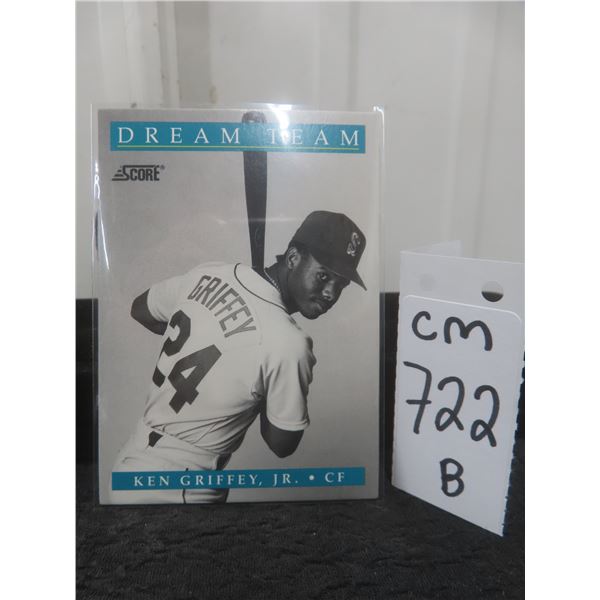 DREAM TEAM
SCORE®
GRIFFEY
24
S
KEN GRIFFEY, JR. • CF
CM
722
B